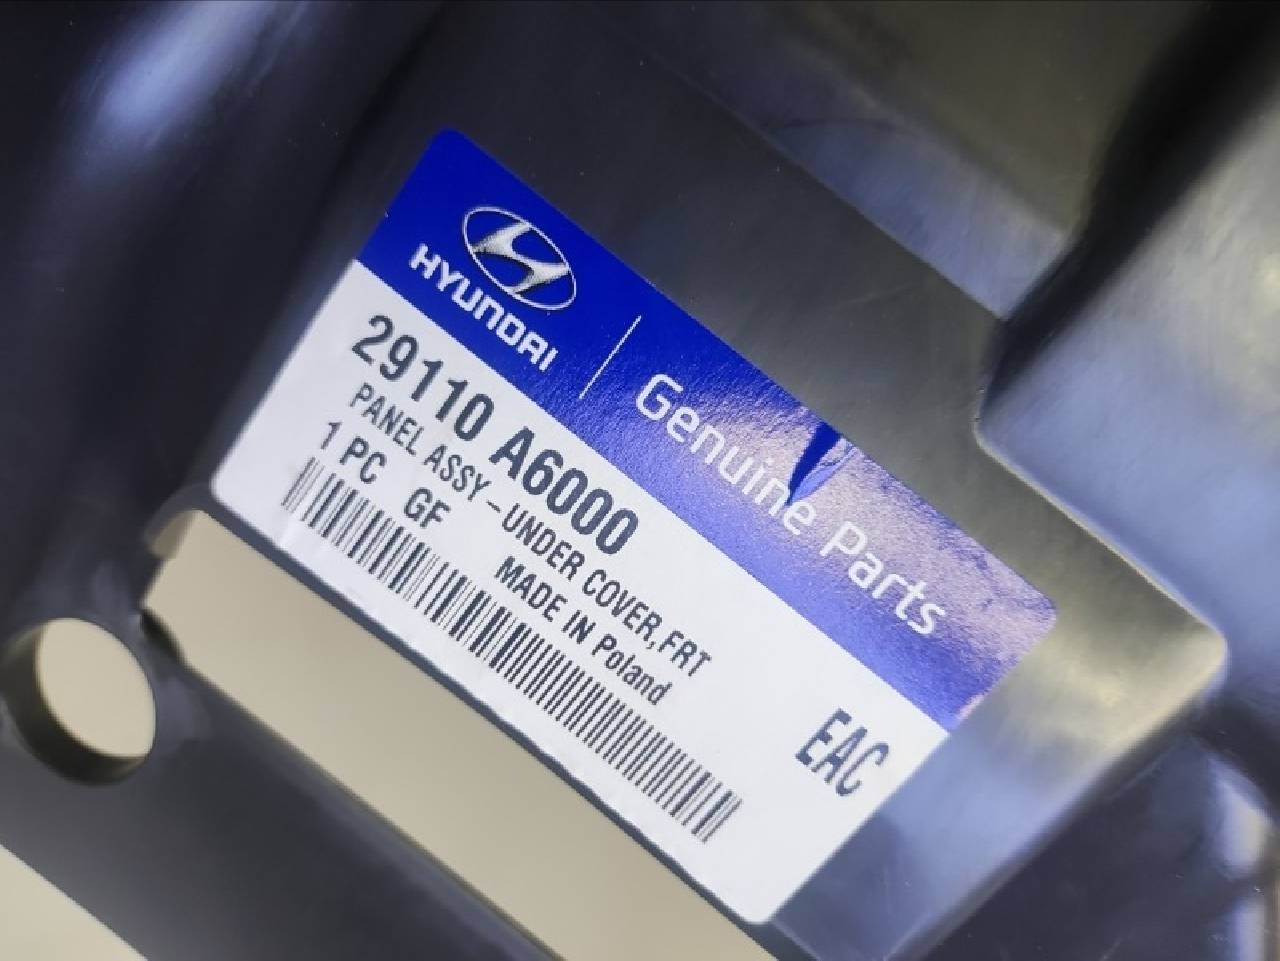 HYUNDAI
Genuine Parts
29110 A6000
PANEL ASSY-UNDER COVER,FRT
1 PC GF MADE IN Poland
EAC